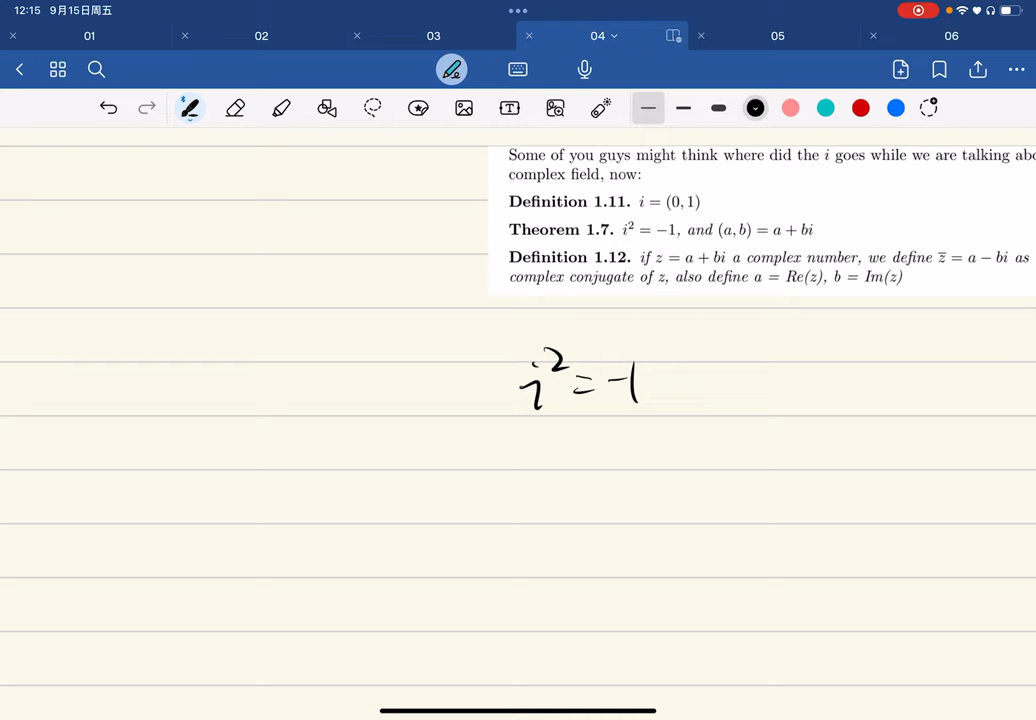 12:15 9月15日周五
01 02 03 04 05 06
Some of you guys might think where did the i goes while we are talking abo
complex field, now:
Definition 1.11. i = (0, 1)
Theorem 1.7. i² = −1, and (a, b) = a + bi
Definition 1.12. if z = a + bi a complex number, we define z̅ = a − bi as
complex conjugate of z, also define a = Re(z), b = Im(z)
i² = −1